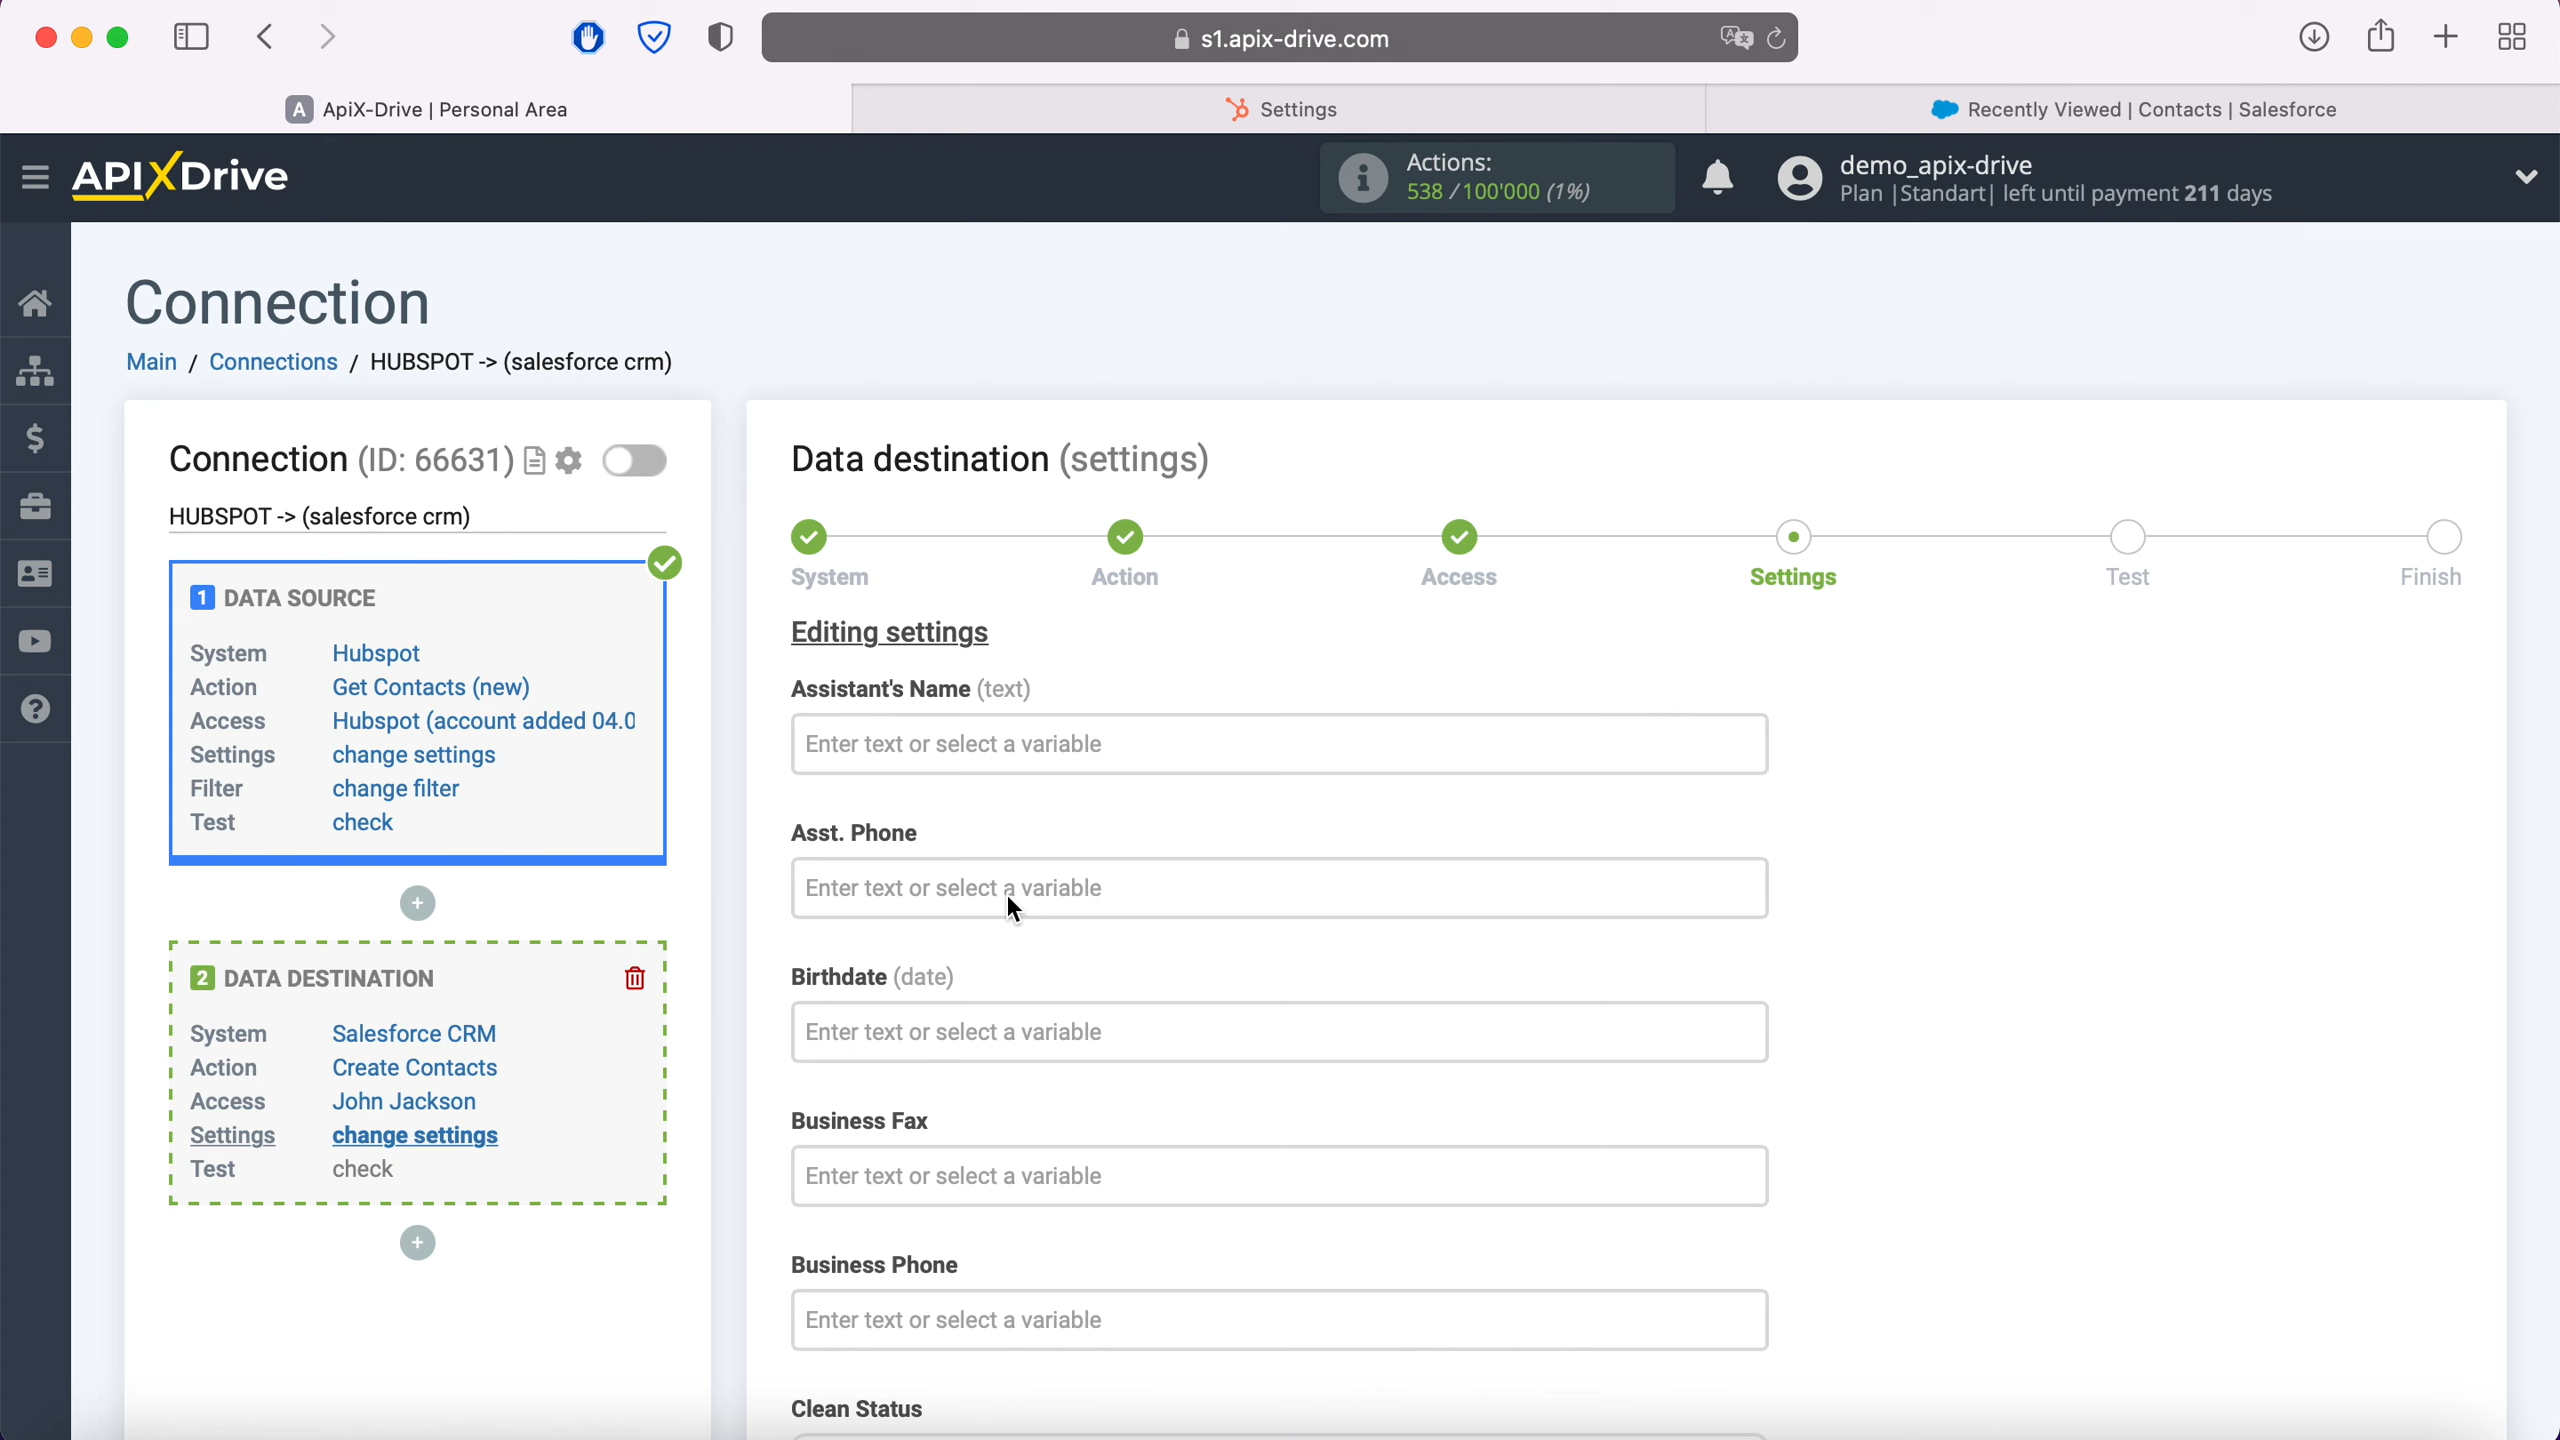 s1.apix-drive.com
A ApiX-Drive | Personal Area
Settings
Recently Viewed | Contacts | Salesforce
APIXDrive
Actions:
538 / 100'000 (1%)
demo_apix-drive
Plan |Standart| left until payment 211 days
Connection
Main / Connections / HUBSPOT -> (salesforce crm)
Connection (ID: 66631)
HUBSPOT -> (salesforce crm)
1 DATA SOURCE
System Hubspot
Action Get Contacts (new)
Access Hubspot (account added 04.0
Settings change settings
Filter change filter
Test check
+
2 DATA DESTINATION
System Salesforce CRM
Action Create Contacts
Access John Jackson
Settings change settings
Test check
+
Data destination (settings)
System Action Access Settings Test Finish
Editing settings
Assistant's Name (text)
Enter text or select a variable
Asst. Phone
Enter text or select a variable
Birthdate (date)
Enter text or select a variable
Business Fax
Enter text or select a variable
Business Phone
Enter text or select a variable
Clean Status